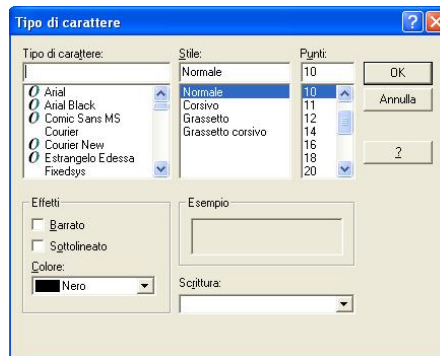 Tipo di carattere
Tipo di carattere:
Arial
Arial Black
Comic Sans MS
Courier
Courier New
Estrangelo Edessa
Fixedsys
Stile:
Normale
Normale
Corsivo
Grassetto
Grassetto corsivo
Punti:
10
10
11
12
14
16
18
20
OK
Annulla
?
Effetti
Barrato
Sottolineato
Colore:
Nero
Esempio
Scrittura: